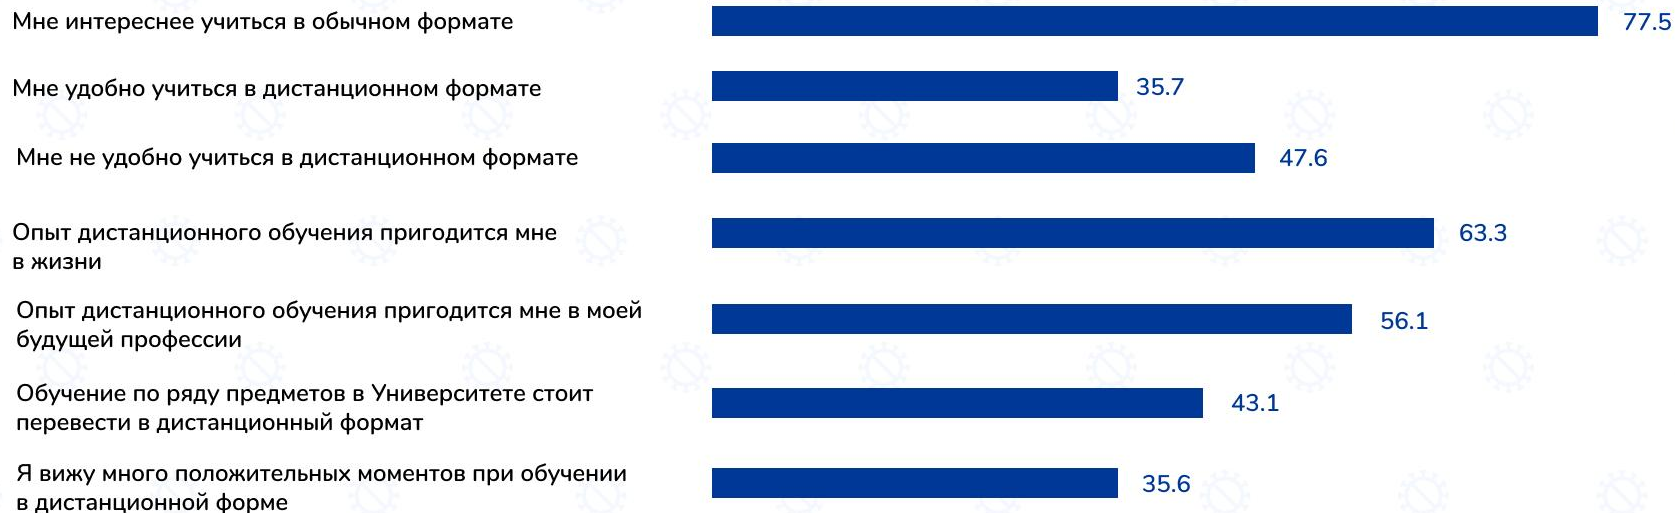 Мне интереснее учиться в обычном формате 77.5
Мне удобно учиться в дистанционном формате 35.7
Мне не удобно учиться в дистанционном формате 47.6
Опыт дистанционного обучения пригодится мне
в жизни
63.3
Опыт дистанционного обучения пригодится мне в моей
будущей профессии
56.1
Обучение по ряду предметов в Университете стоит
перевести в дистанционный формат
43.1
Я вижу много положительных моментов при обучении
в дистанционной форме
35.6